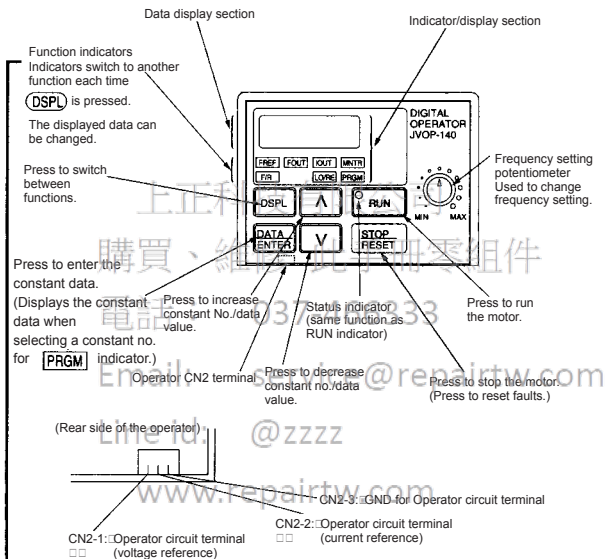 Data display section
Indicator/display section
Function indicators
Indicators switch to another
function each time
DSPL is pressed.
The displayed data can
be changed.
Press to switch
between
functions.
DIGITAL
OPERATOR
JVOP-140
FREF FOUT IOUT MNTR
F/R LO/RE PRGM
DSPL ∧ RUN
MIN MAX
DATA
ENTER ∨ STOP
RESET
Frequency setting
potentiometer
Used to change
frequency setting.
Press to enter the
constant data.
(Displays the constant
data when
selecting a constant no.
for PRGM indicator.)
Press to increase
constant No./data
value.
Status indicator
(same function as
RUN indicator)
Press to run
the motor.
Operator CN2 terminal
Press to decrease
constant no./data
value.
Press to stop the motor.
(Press to reset faults.)
(Rear side of the operator)
CN2-3:□GND for Operator circuit terminal
CN2-2:□Operator circuit terminal
□□ (current reference)
CN2-1:□Operator circuit terminal
□□ (voltage reference)
上正科技有限公司
購買、維修 此手冊零組件
電話: 037-466333
Email: service@repairtw.com
Line id: @zzzz
www.repairtw.com